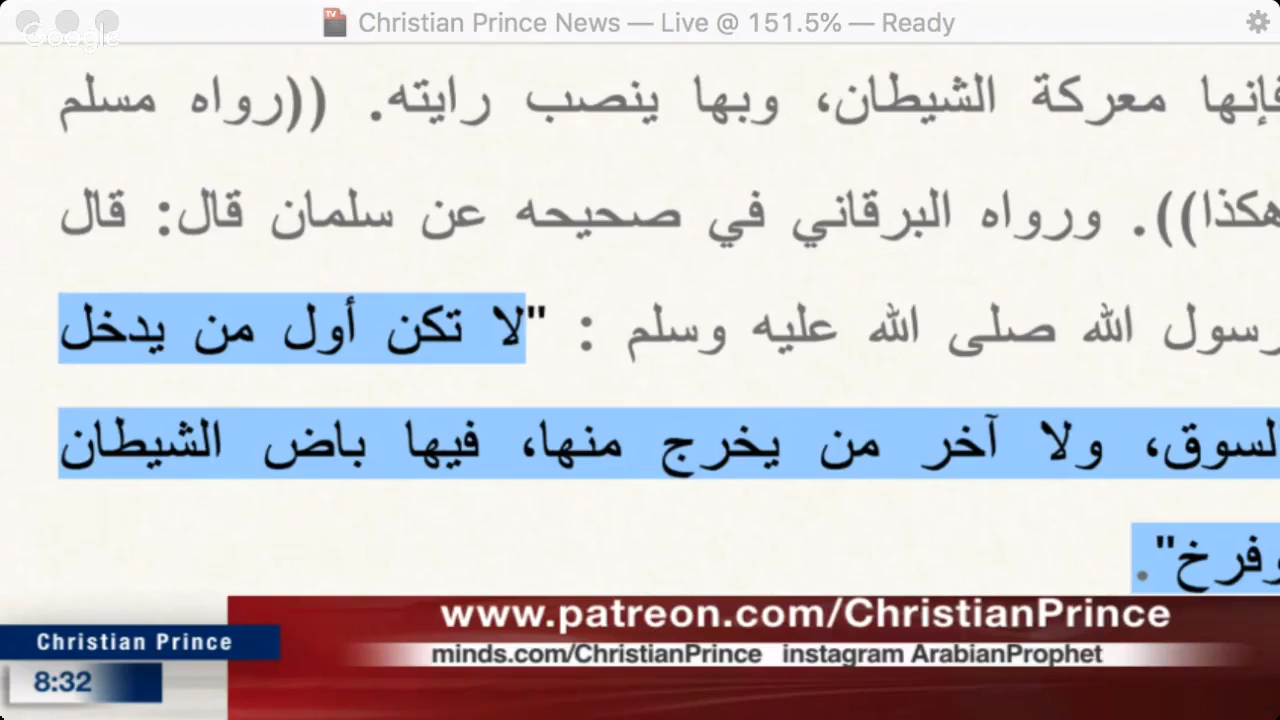 Christian Prince News — Live @ 151.5% — Ready
Google
فإنها معركة الشيطان، وبها ينصب رايته. ((رواه مسلم
هكذا)). ورواه البرقاني في صحيحه عن سلمان قال: قال
رسول الله صلى الله عليه وسلم : "لا تكن أول من يدخل
لسوق، ولا آخر من يخرج منها، فيها باض الشيطان
وفرخ".
www.patreon.com/ChristianPrince
Christian Prince
minds.com/ChristianPrince instagram ArabianProphet
8:32